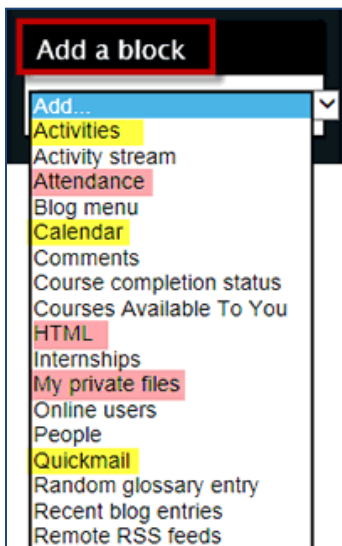 Add a block
Add...
Activities
Activity stream
Attendance
Blog menu
Calendar
Comments
Course completion status
Courses Available To You
HTML
Internships
My private files
Online users
People
Quickmail
Random glossary entry
Recent blog entries
Remote RSS feeds